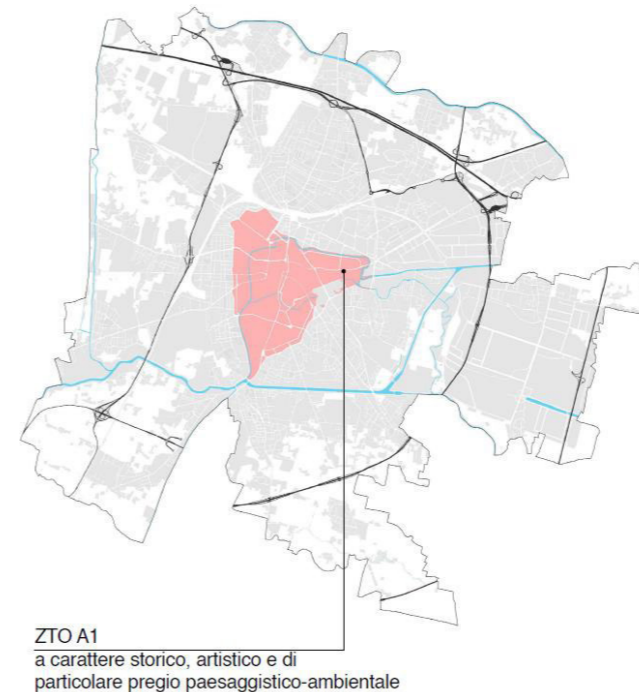 ZTO A1
a carattere storico, artistico e di
particolare pregio paesaggistico-ambientale